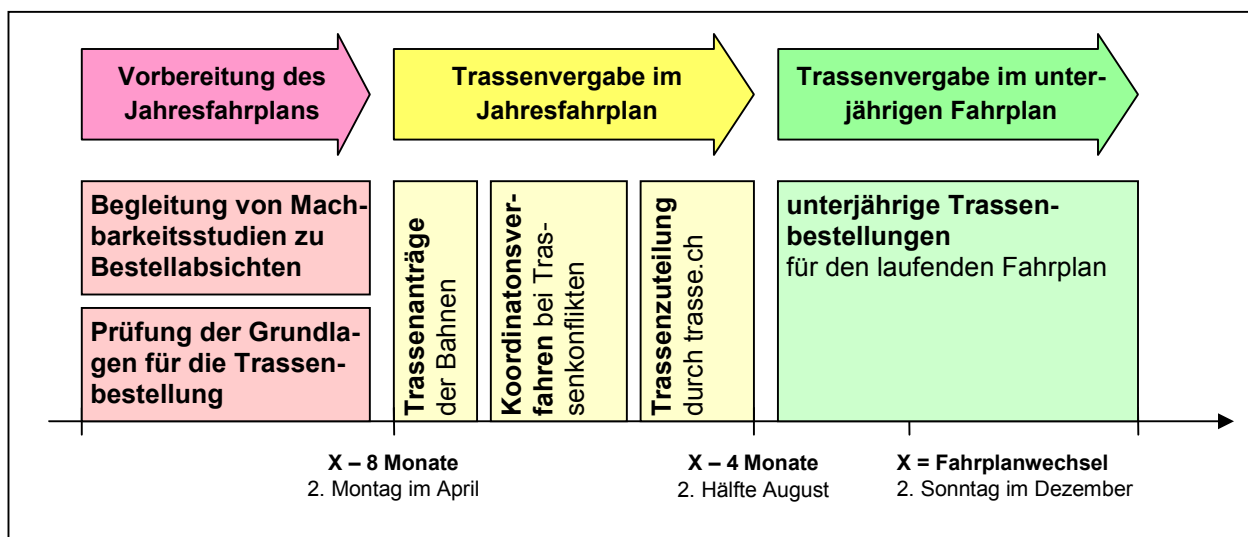 Vorbereitung des
Jahresfahrplans
Trassenvergabe im
Jahresfahrplan
Trassenvergabe im unter-
jährigen Fahrplan
Begleitung von Mach-
barkeitsstudien zu
Bestellabsichten
Prüfung der Grundla-
gen für die Trassen-
bestellung
Trassenanträge
der Bahnen
Koordinatonsver-
fahren bei Tras-
senkonflikten
Trassenzuteilung
durch trasse.ch
unterjährige Trassen-
bestellungen
für den laufenden Fahrplan
X – 8 Monate
2. Montag im April
X – 4 Monate
2. Hälfte August
X = Fahrplanwechsel
2. Sonntag im Dezember